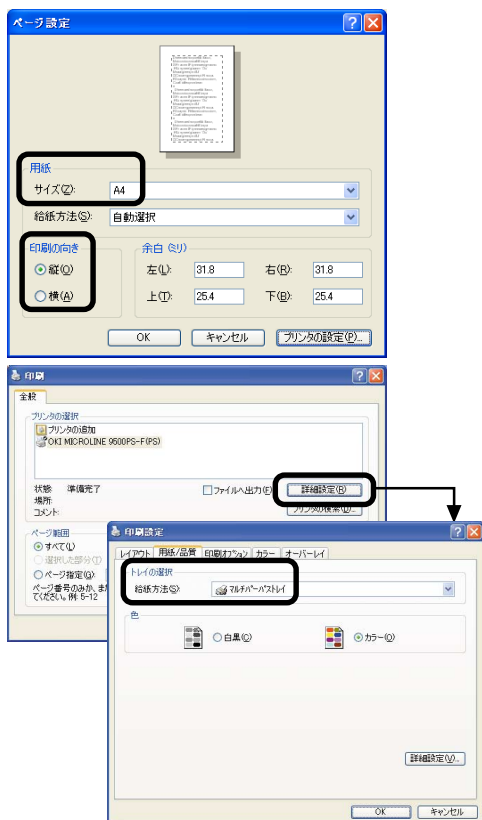 ページ設定
用紙
サイズ(Z): A4
給紙方法(S): 自動選択
印刷の向き
縦(O)
横(A)
余白 (ミリ)
左(L): 31.8 右(R): 31.8
上(T): 25.4 下(B): 25.4
OK キャンセル プリンタの設定(P)...
印刷
全般
プリンタの選択
プリンタの追加
OKI MICROLINE 9500PS-F(PS)
状態: 準備完了
場所:
コメント:
ファイルへ出力(F) 詳細設定(R)
プリンタの検索(D)...
ページ範囲
すべて(L)
選択した部分(T)
ページ指定(G):
ページ番号のみか、また
てください。例: 5-12
印刷設定
レイアウト 用紙/品質 印刷オプション カラー オーバーレイ
トレイの選択
給紙方法(S): マルチパーパストレイ
色
白黒(C) カラー(O)
詳細設定(V)...
OK キャンセル